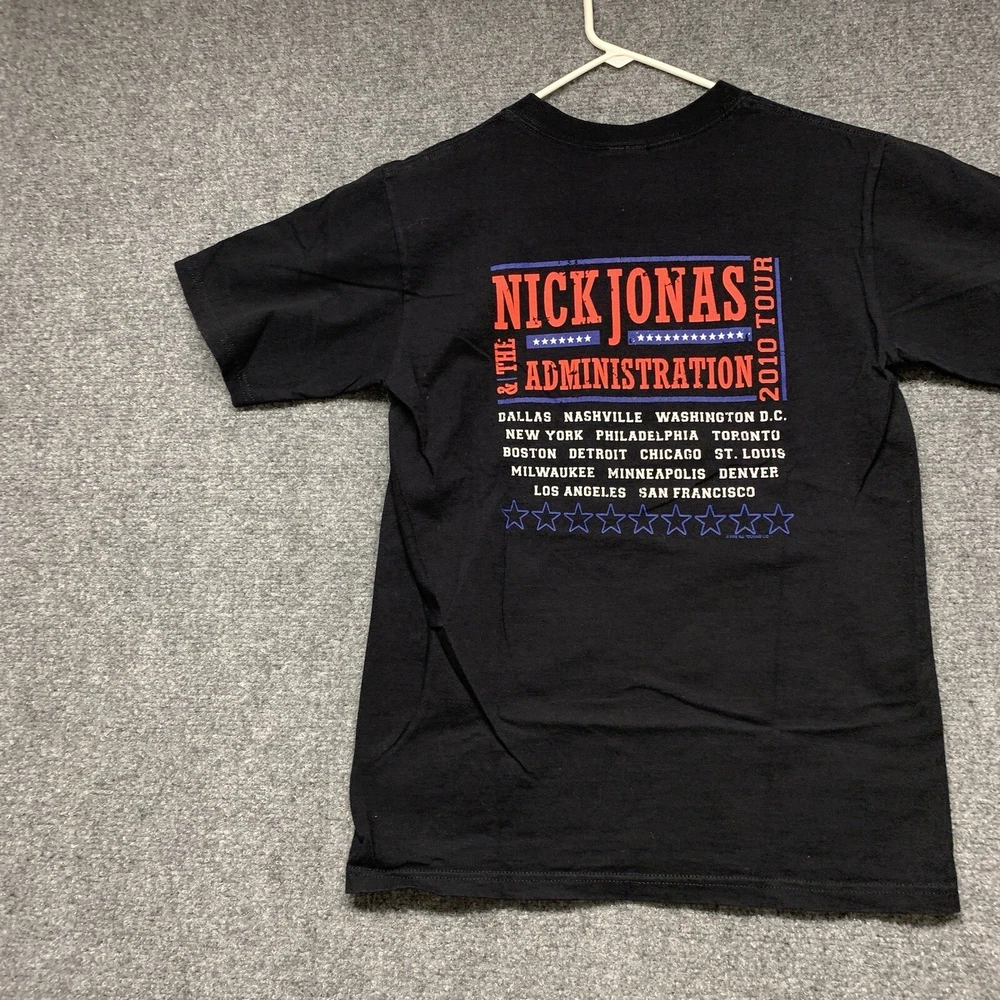 NICK JONAS
& THE
ADMINISTRATION
2010 TOUR
DALLAS NASHVILLE WASHINGTON D.C.
NEW YORK PHILADELPHIA TORONTO
BOSTON DETROIT CHICAGO ST. LOUIS
MILWAUKEE MINNEAPOLIS DENVER
LOS ANGELES SAN FRANCISCO